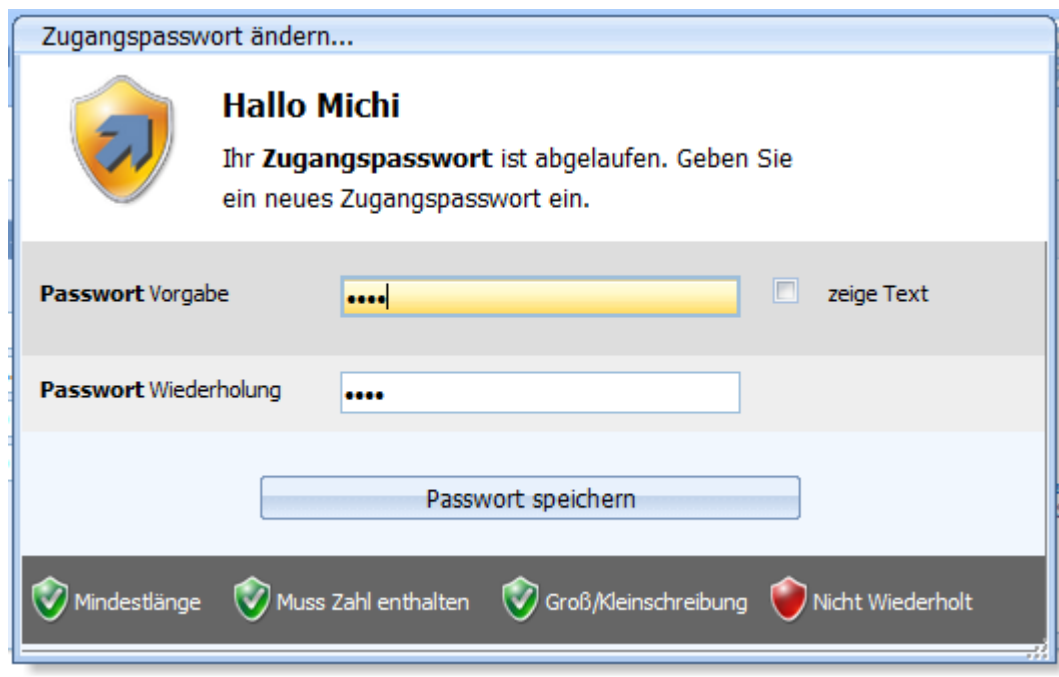 Zugangspasswort ändern...
Hallo Michi
Ihr Zugangspasswort ist abgelaufen. Geben Sie
ein neues Zugangspasswort ein.
Passwort Vorgabe •••• zeige Text
Passwort Wiederholung ••••
Passwort speichern
Mindestlänge Muss Zahl enthalten Groß/Kleinschreibung Nicht Wiederholt